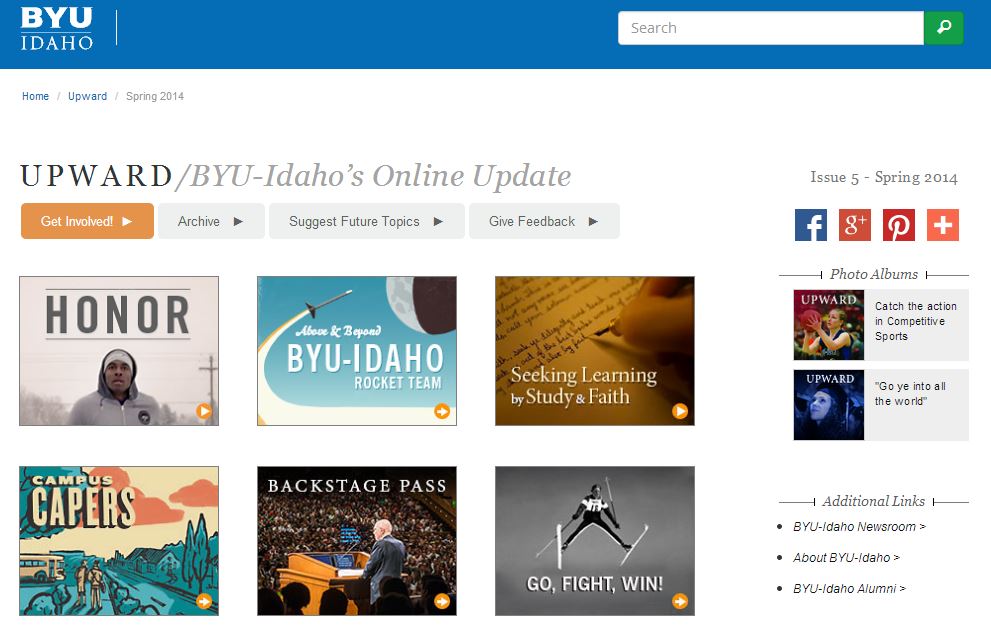 BYU
IDAHO
Search
Home / Upward / Spring 2014
UPWARD/BYU-Idaho's Online Update
Issue 5 - Spring 2014
Get Involved! ►
Archive ►
Suggest Future Topics ►
Give Feedback ►
HONOR
Above & Beyond
BYU-IDAHO
ROCKET TEAM
Seeking Learning
by Study & Faith
CAMPUS
CAPERS
BACKSTAGE PASS
GO, FIGHT, WIN!
f
g+
P
+
Photo Albums
UPWARD
Catch the action
in Competitive
Sports
UPWARD
"Go ye into all
the world"
Additional Links
BYU-Idaho Newsroom >
About BYU-Idaho >
BYU-Idaho Alumni >